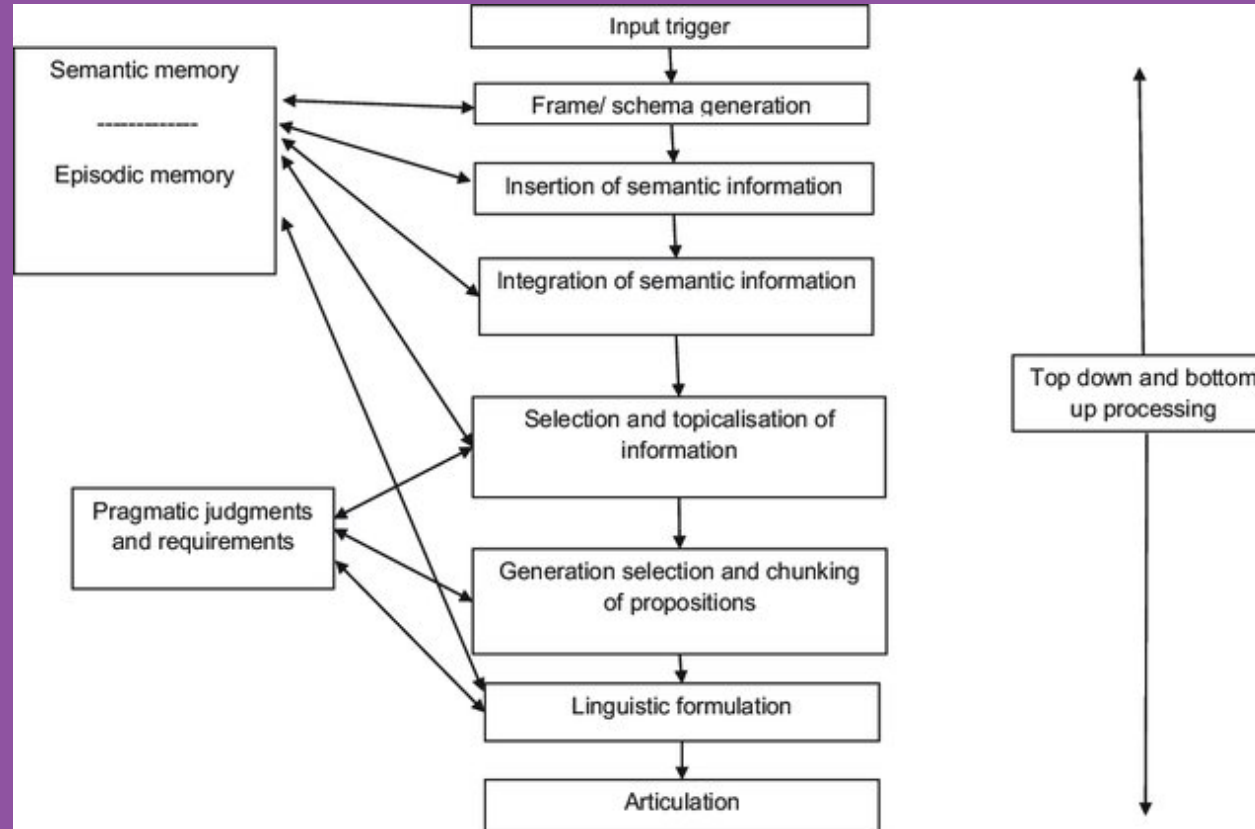 Input trigger
Semantic memory
-------------
Episodic memory
Frame/ schema generation
Insertion of semantic information
Integration of semantic information
Top down and bottom
up processing
Selection and topicalisation of
information
Pragmatic judgments
and requirements
Generation selection and chunking
of propositions
Linguistic formulation
Articulation